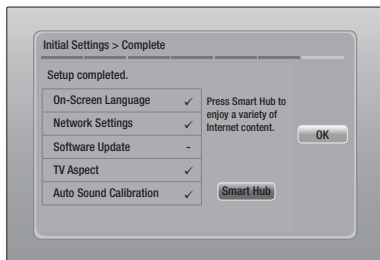 Initial Settings > Complete
Setup completed.
On-Screen Language ✓
Network Settings ✓
Software Update -
TV Aspect ✓
Auto Sound Calibration ✓
Press Smart Hub to
enjoy a variety of
Internet content.
Smart Hub
OK